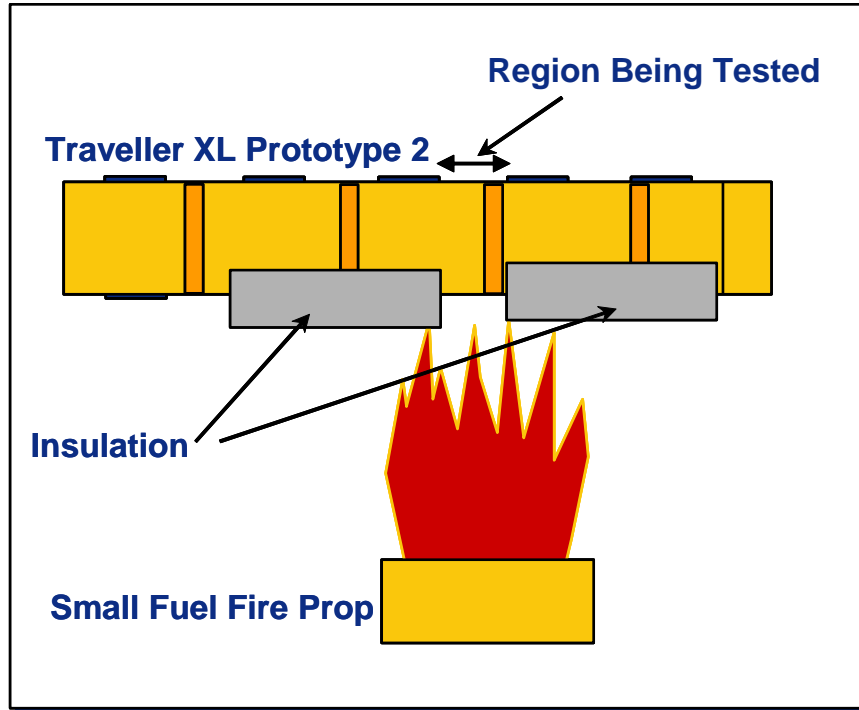 Region Being Tested
Traveller XL Prototype 2
Insulation
Small Fuel Fire Prop